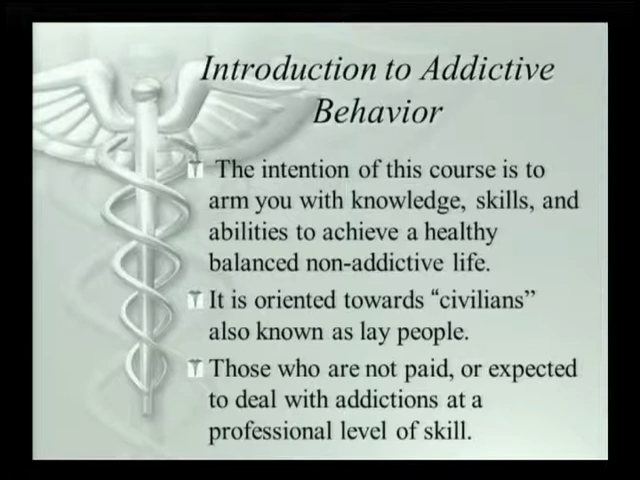 Introduction to Addictive
Behavior
The intention of this course is to
arm you with knowledge, skills, and
abilities to achieve a healthy
balanced non-addictive life.
It is oriented towards “civilians”
also known as lay people.
Those who are not paid, or expected
to deal with addictions at a
professional level of skill.